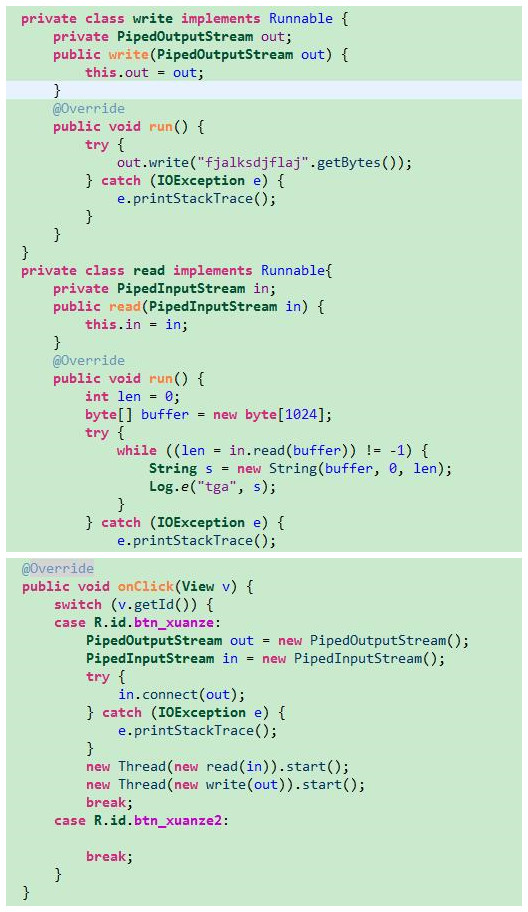 private class write implements Runnable {
    private PipedOutputStream out;
    public write(PipedOutputStream out) {
        this.out = out;
    }
    @Override
    public void run() {
        try {
            out.write("fjalksdjflaj".getBytes());
        } catch (IOException e) {
            e.printStackTrace();
        }
    }
}
private class read implements Runnable{
    private PipedInputStream in;
    public read(PipedInputStream in) {
        this.in = in;
    }
    @Override
    public void run() {
        int len = 0;
        byte[] buffer = new byte[1024];
        try {
            while ((len = in.read(buffer)) != -1) {
                String s = new String(buffer, 0, len);
                Log.e("tga", s);
            }
        } catch (IOException e) {
            e.printStackTrace();
@Override
public void onClick(View v) {
    switch (v.getId()) {
    case R.id.btn_xuanze:
        PipedOutputStream out = new PipedOutputStream();
        PipedInputStream in = new PipedInputStream();
        try {
            in.connect(out);
        } catch (IOException e) {
            e.printStackTrace();
        }
        new Thread(new read(in)).start();
        new Thread(new write(out)).start();
        break;
    case R.id.btn_xuanze2:

        break;
    }
}